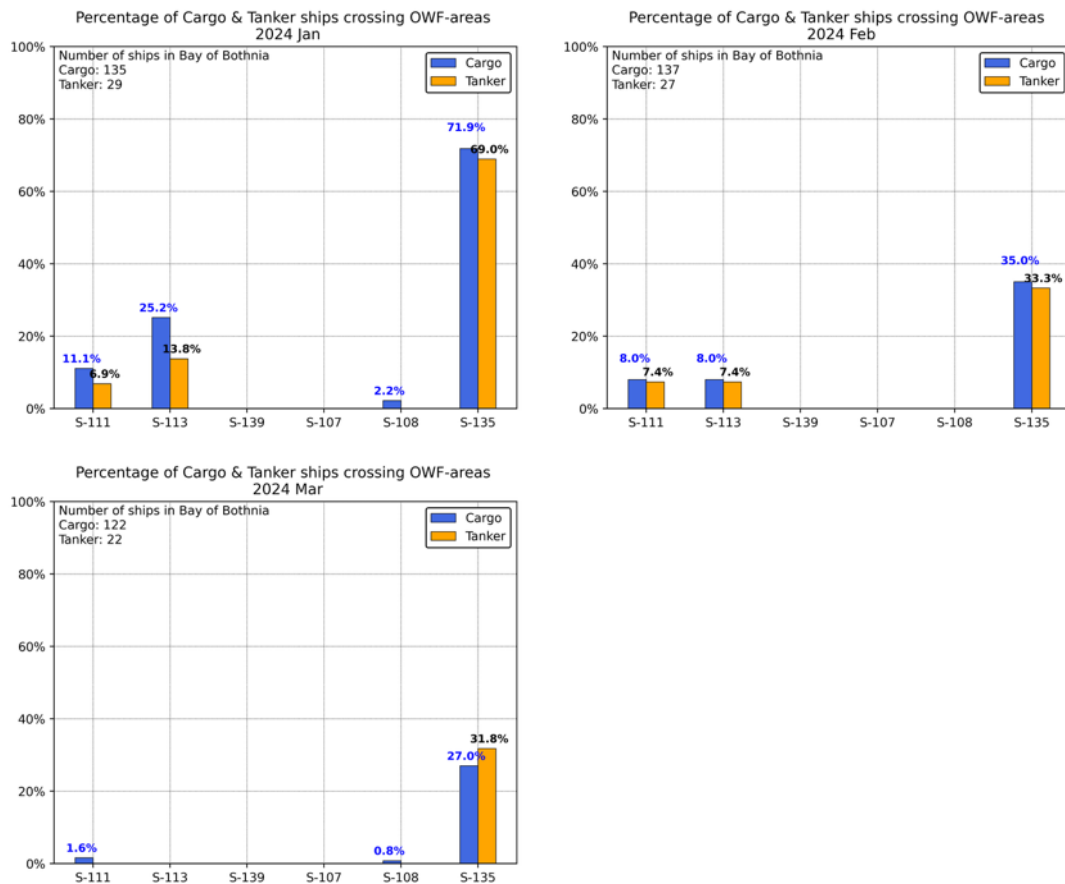 Percentage of Cargo & Tanker ships crossing OWF-areas
2024 Jan
100%
80%
60%
40%
20%
0%
Number of ships in Bay of Bothnia
Cargo: 135
Tanker: 29
Cargo
Tanker
11.1%
6.9%
25.2%
13.8%
2.2%
71.9%
69.0%
S-111 S-113 S-139 S-107 S-108 S-135
Percentage of Cargo & Tanker ships crossing OWF-areas
2024 Feb
100%
80%
60%
40%
20%
0%
Number of ships in Bay of Bothnia
Cargo: 137
Tanker: 27
Cargo
Tanker
8.0%
7.4%
8.0%
7.4%
35.0%
33.3%
S-111 S-113 S-139 S-107 S-108 S-135
Percentage of Cargo & Tanker ships crossing OWF-areas
2024 Mar
100%
80%
60%
40%
20%
0%
Number of ships in Bay of Bothnia
Cargo: 122
Tanker: 22
Cargo
Tanker
1.6%
0.8%
27.0%
31.8%
S-111 S-113 S-139 S-107 S-108 S-135